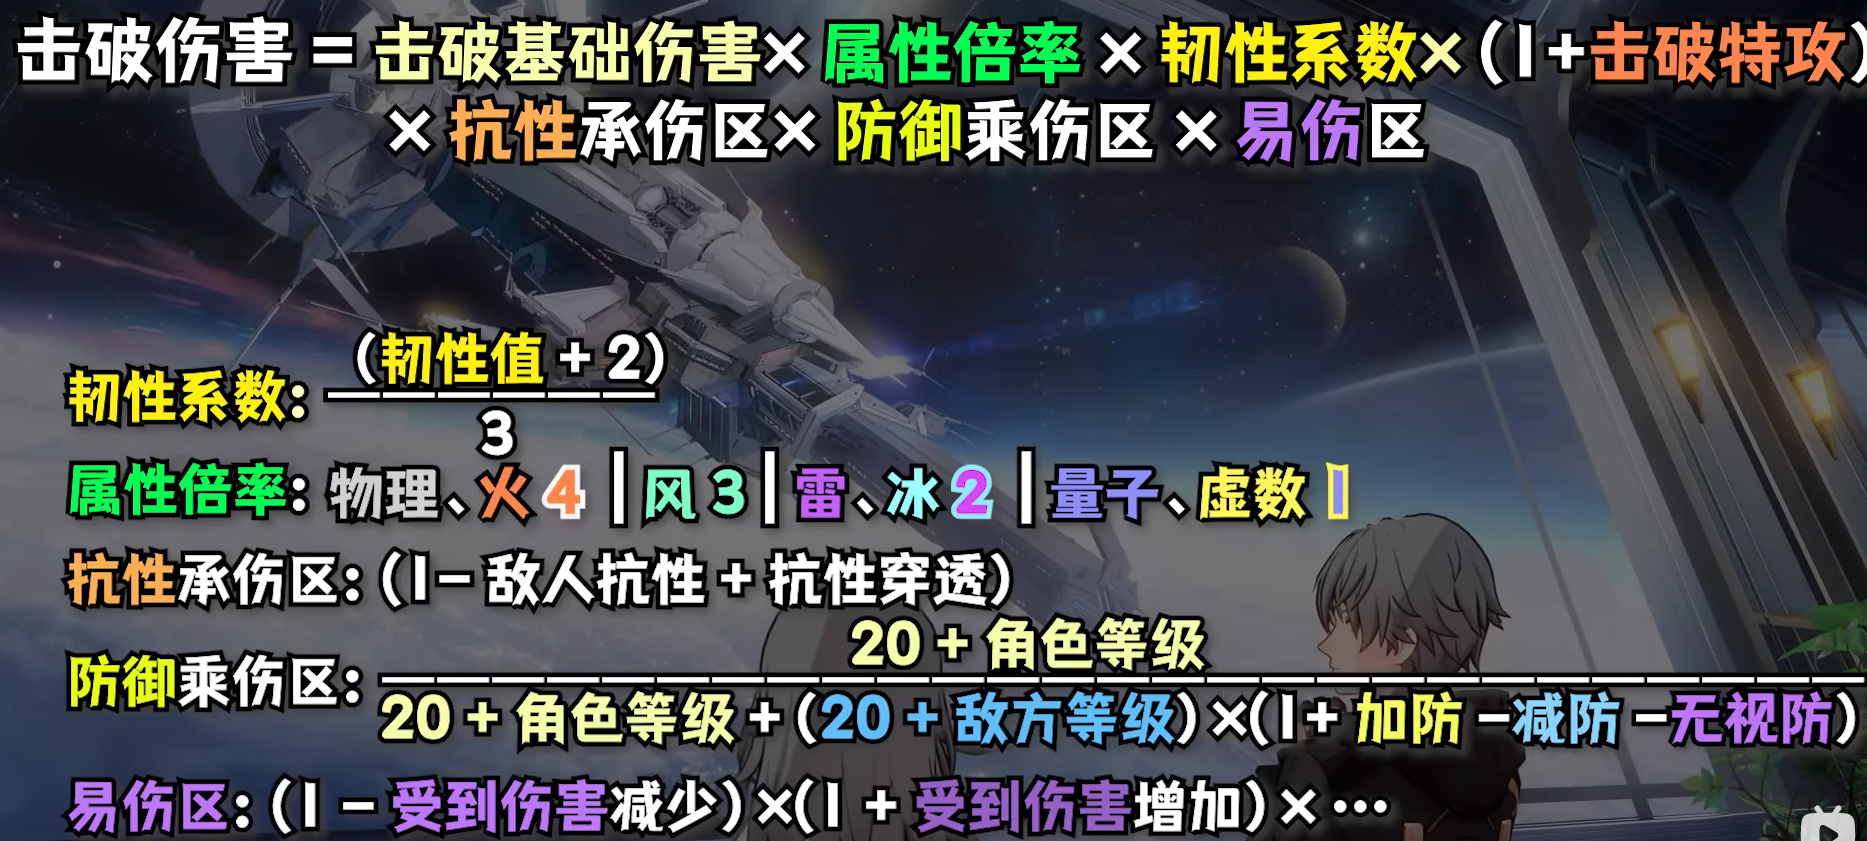 击破伤害 = 击破基础伤害× 属性倍率 × 韧性系数×(1+击破特攻)
× 抗性承伤区× 防御乘伤区 × 易伤区
韧性系数: (韧性值 + 2)
3
属性倍率: 物理、火 4 | 风 3 | 雷、冰 2 | 量子、虚数 1
抗性承伤区: (1- 敌人抗性 + 抗性穿透)
20 + 角色等级
防御乘伤区:
20 + 角色等级 + (20 + 敌方等级) ×(1+ 加防 -减防 -无视防)
易伤区: (1 - 受到伤害减少) ×(1 + 受到伤害增加) × …